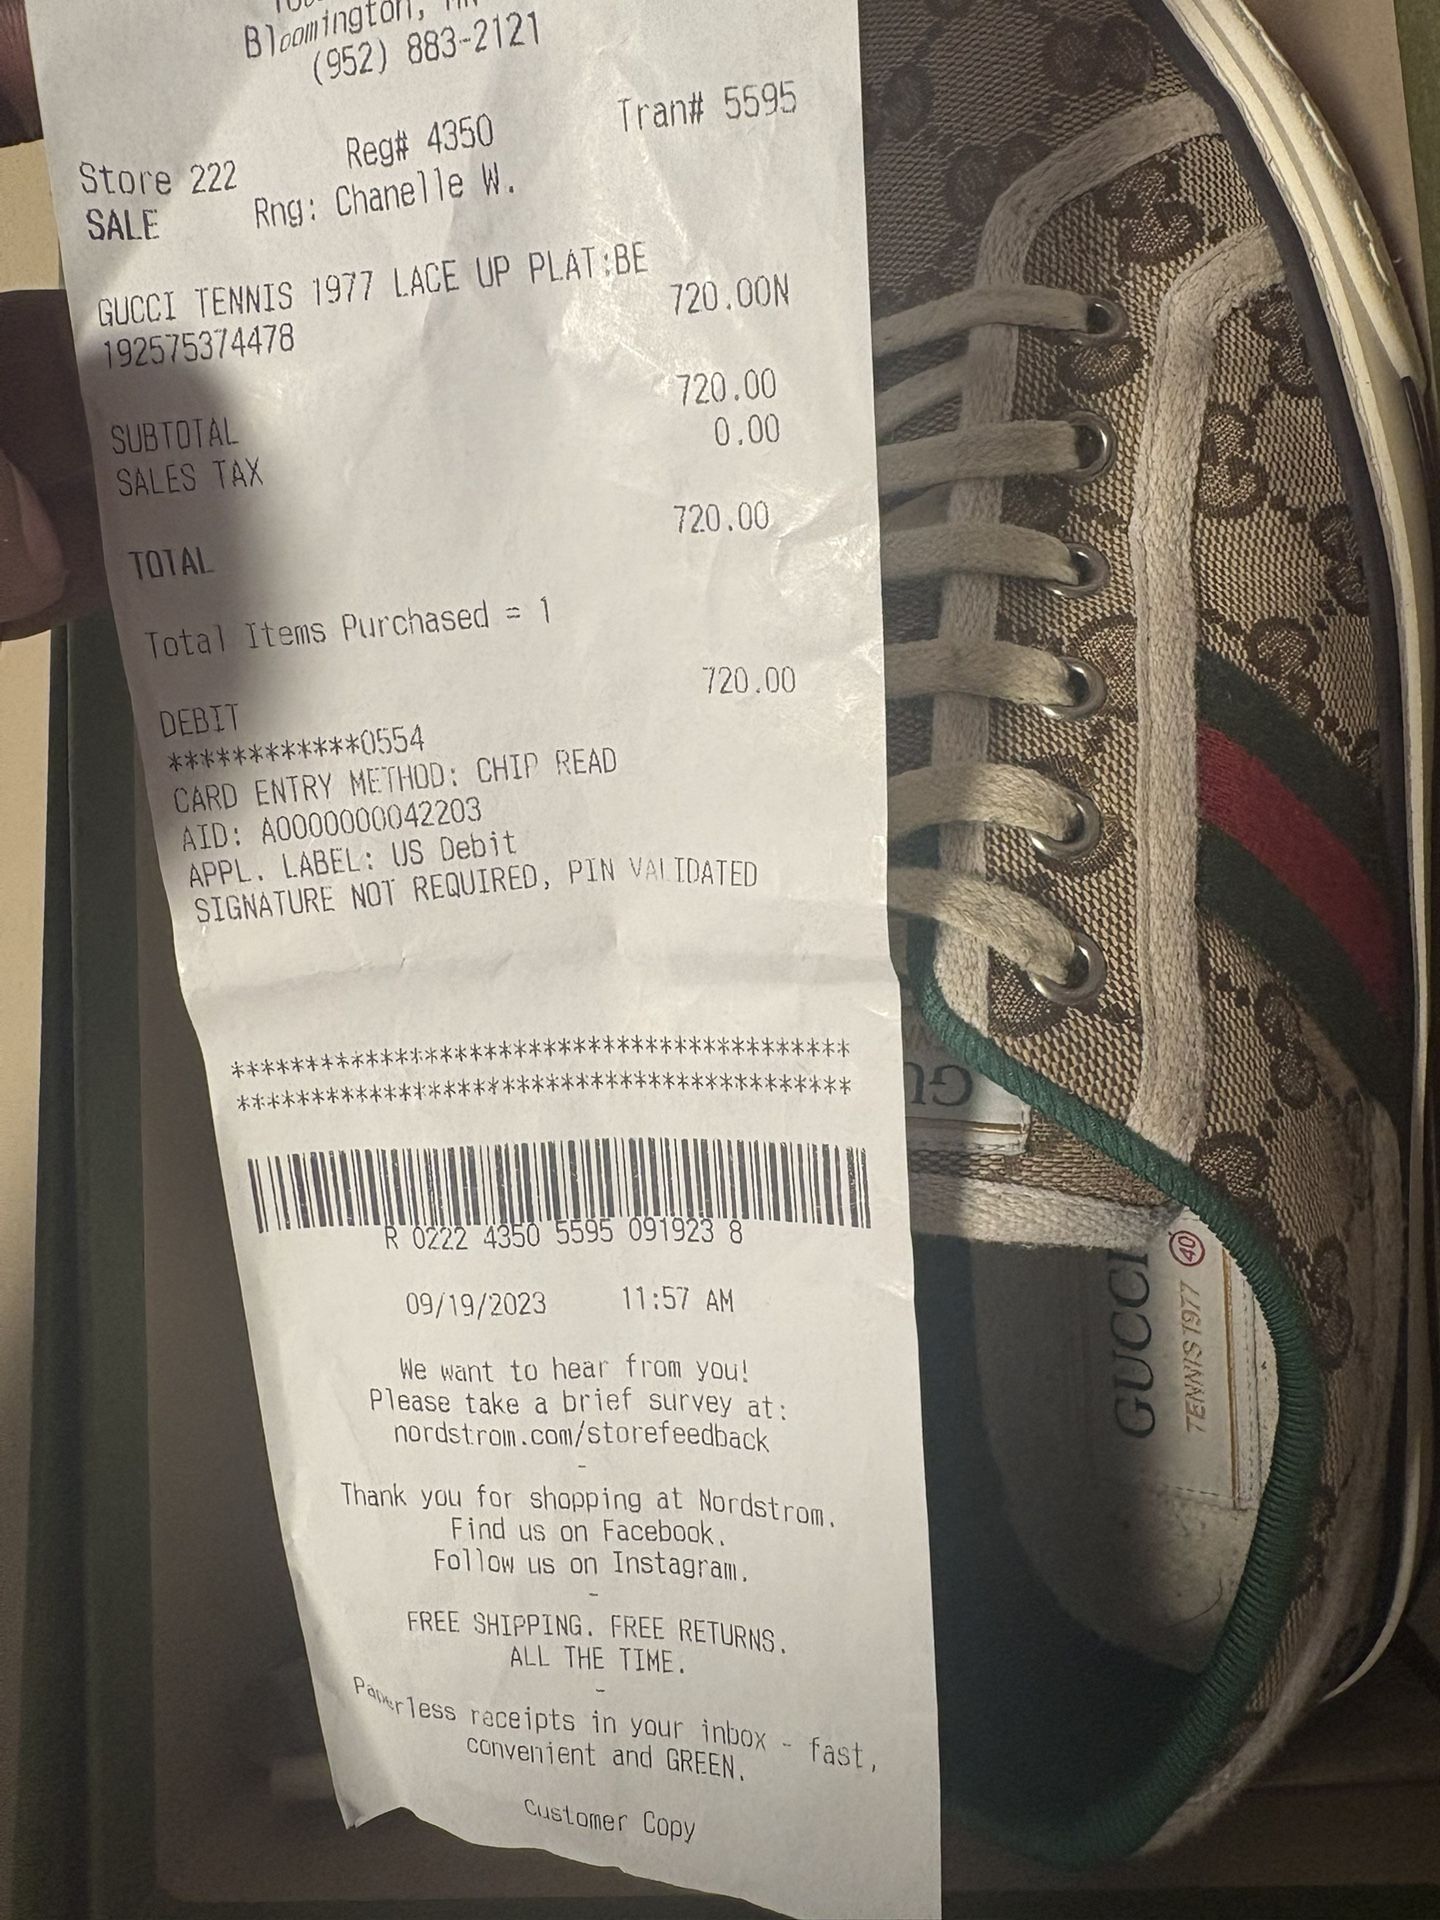 Bloomington,
(952) 883-2121
Store 222 Reg# 4350 Tran# 5595
SALE Rng: Chanelle W.
GUCCI TENNIS 1977 LACE UP PLAT:BE
192575374478 720.00N
SUBTOTAL 720.00
SALES TAX 0.00
TOTAL 720.00
Total Items Purchased = 1
DEBIT 720.00
************0554
CARD ENTRY METHOD: CHIP READ
AID: A0000000042203
APPL. LABEL: US Debit
SIGNATURE NOT REQUIRED, PIN VALIDATED
******************************************
******************************************
R 0222 4350 5595 091923 8
09/19/2023 11:57 AM
We want to hear from you!
Please take a brief survey at:
nordstrom.com/storefeedback
-
Thank you for shopping at Nordstrom.
Find us on Facebook.
Follow us on Instagram.
-
FREE SHIPPING. FREE RETURNS.
ALL THE TIME.
-
Paperless receipts in your inbox - fast,
convenient and GREEN.
Customer Copy
GUCCI
TENNIS 1977 40
GU